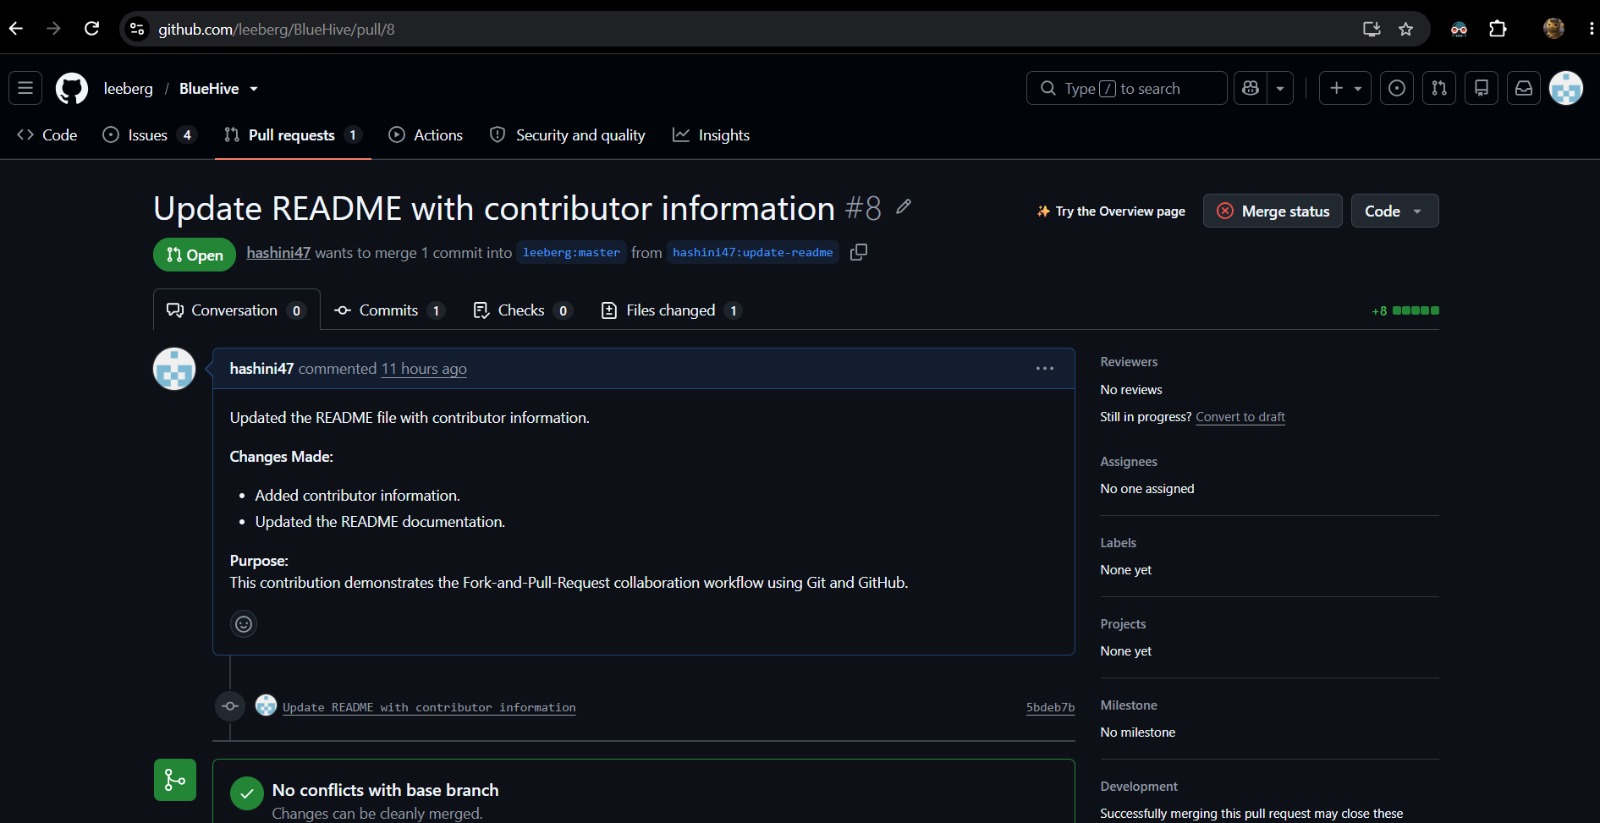 github.com/leeberg/BlueHive/pull/8
leeberg / BlueHive
Type / to search
Code Issues 4 Pull requests 1 Actions Security and quality Insights
Update README with contributor information #8
Try the Overview page Merge status Code
Open hashini47 wants to merge 1 commit into leeberg:master from hashini47:update-readme
Conversation 0 Commits 1 Checks 0 Files changed 1 +8
hashini47 commented 11 hours ago
Updated the README file with contributor information.
Changes Made:
• Added contributor information.
• Updated the README documentation.
Purpose:
This contribution demonstrates the Fork-and-Pull-Request collaboration workflow using Git and GitHub.
Update README with contributor information 5bdeb7b
No conflicts with base branch
Changes can be cleanly merged.
Reviewers
No reviews
Still in progress? Convert to draft
Assignees
No one assigned
Labels
None yet
Projects
None yet
Milestone
No milestone
Development
Successfully merging this pull request may close these